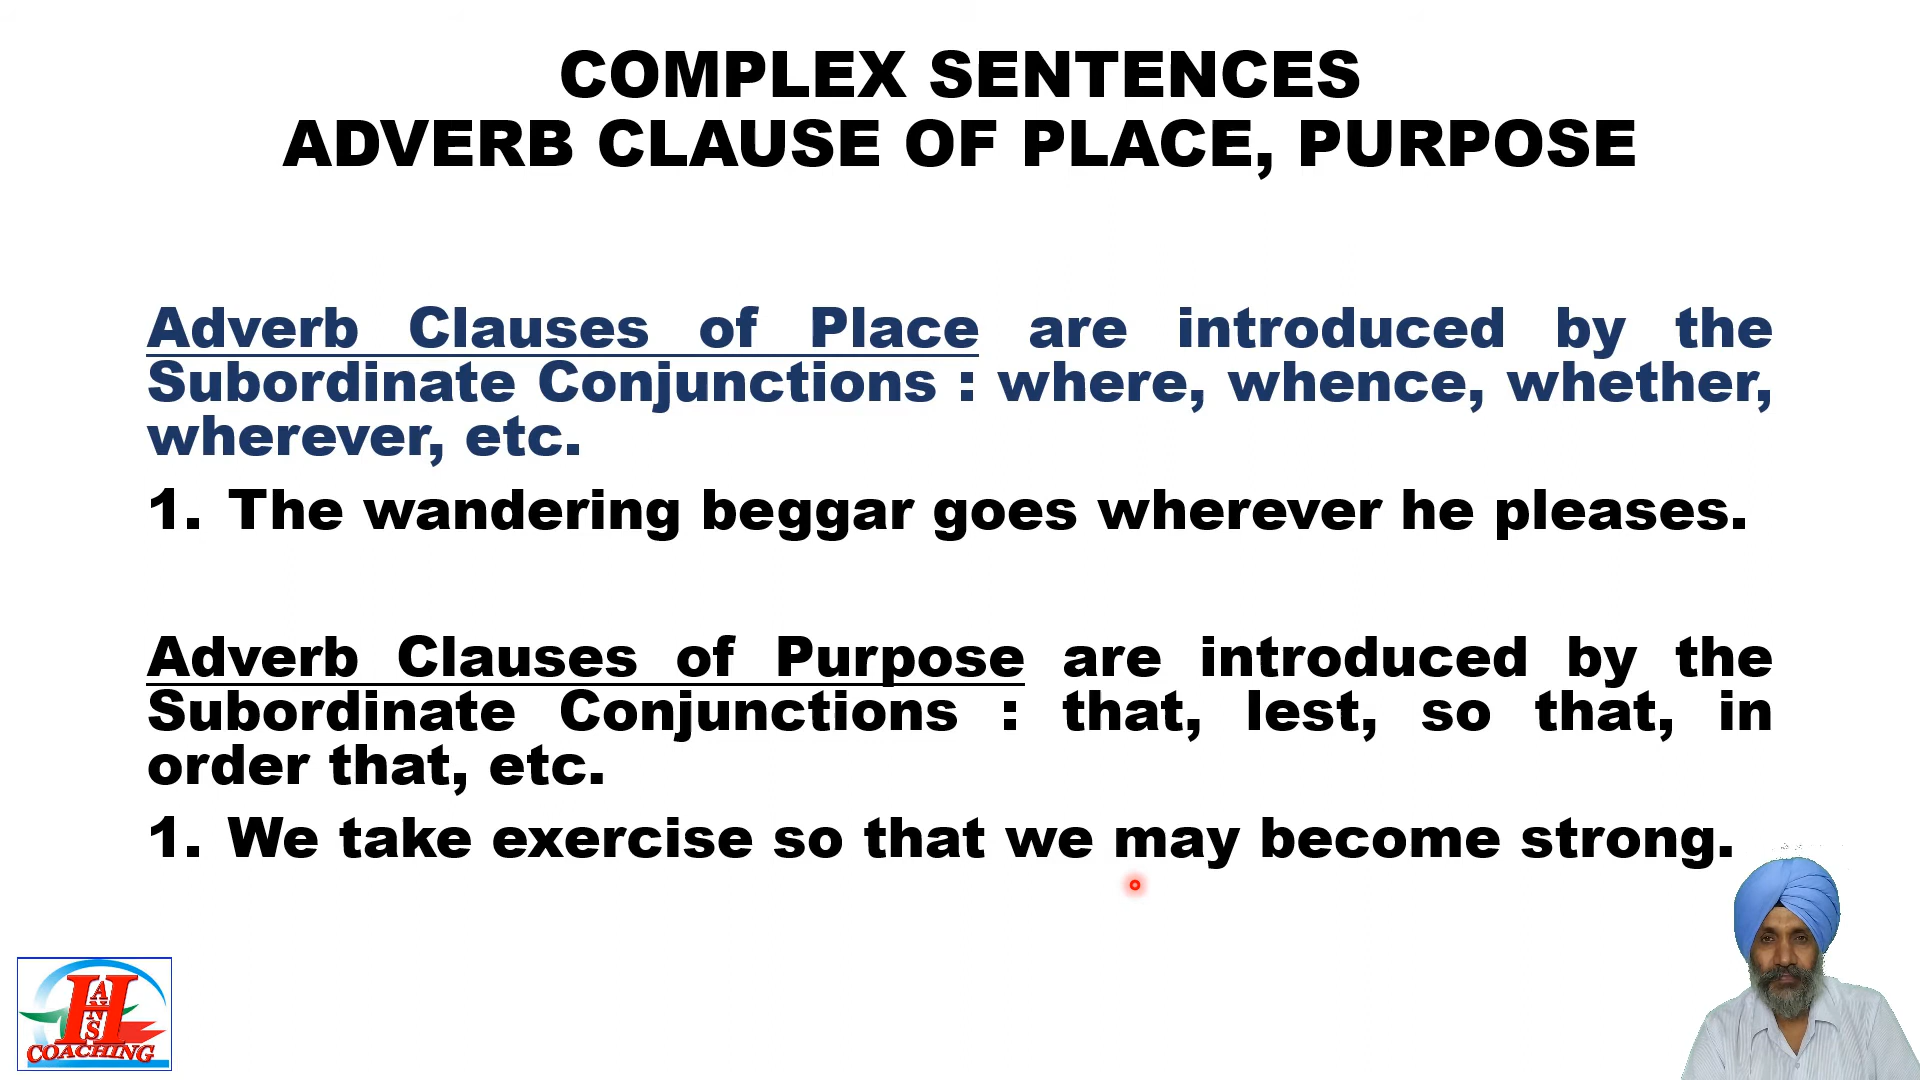 COMPLEX SENTENCES
ADVERB CLAUSE OF PLACE, PURPOSE
Adverb Clauses of Place are introduced by the
Subordinate Conjunctions : where, whence, whether,
wherever, etc.
1. The wandering beggar goes wherever he pleases.
Adverb Clauses of Purpose are introduced by the
Subordinate Conjunctions : that, lest, so that, in
order that, etc.
1. We take exercise so that we may become strong.
HANS
COACHING